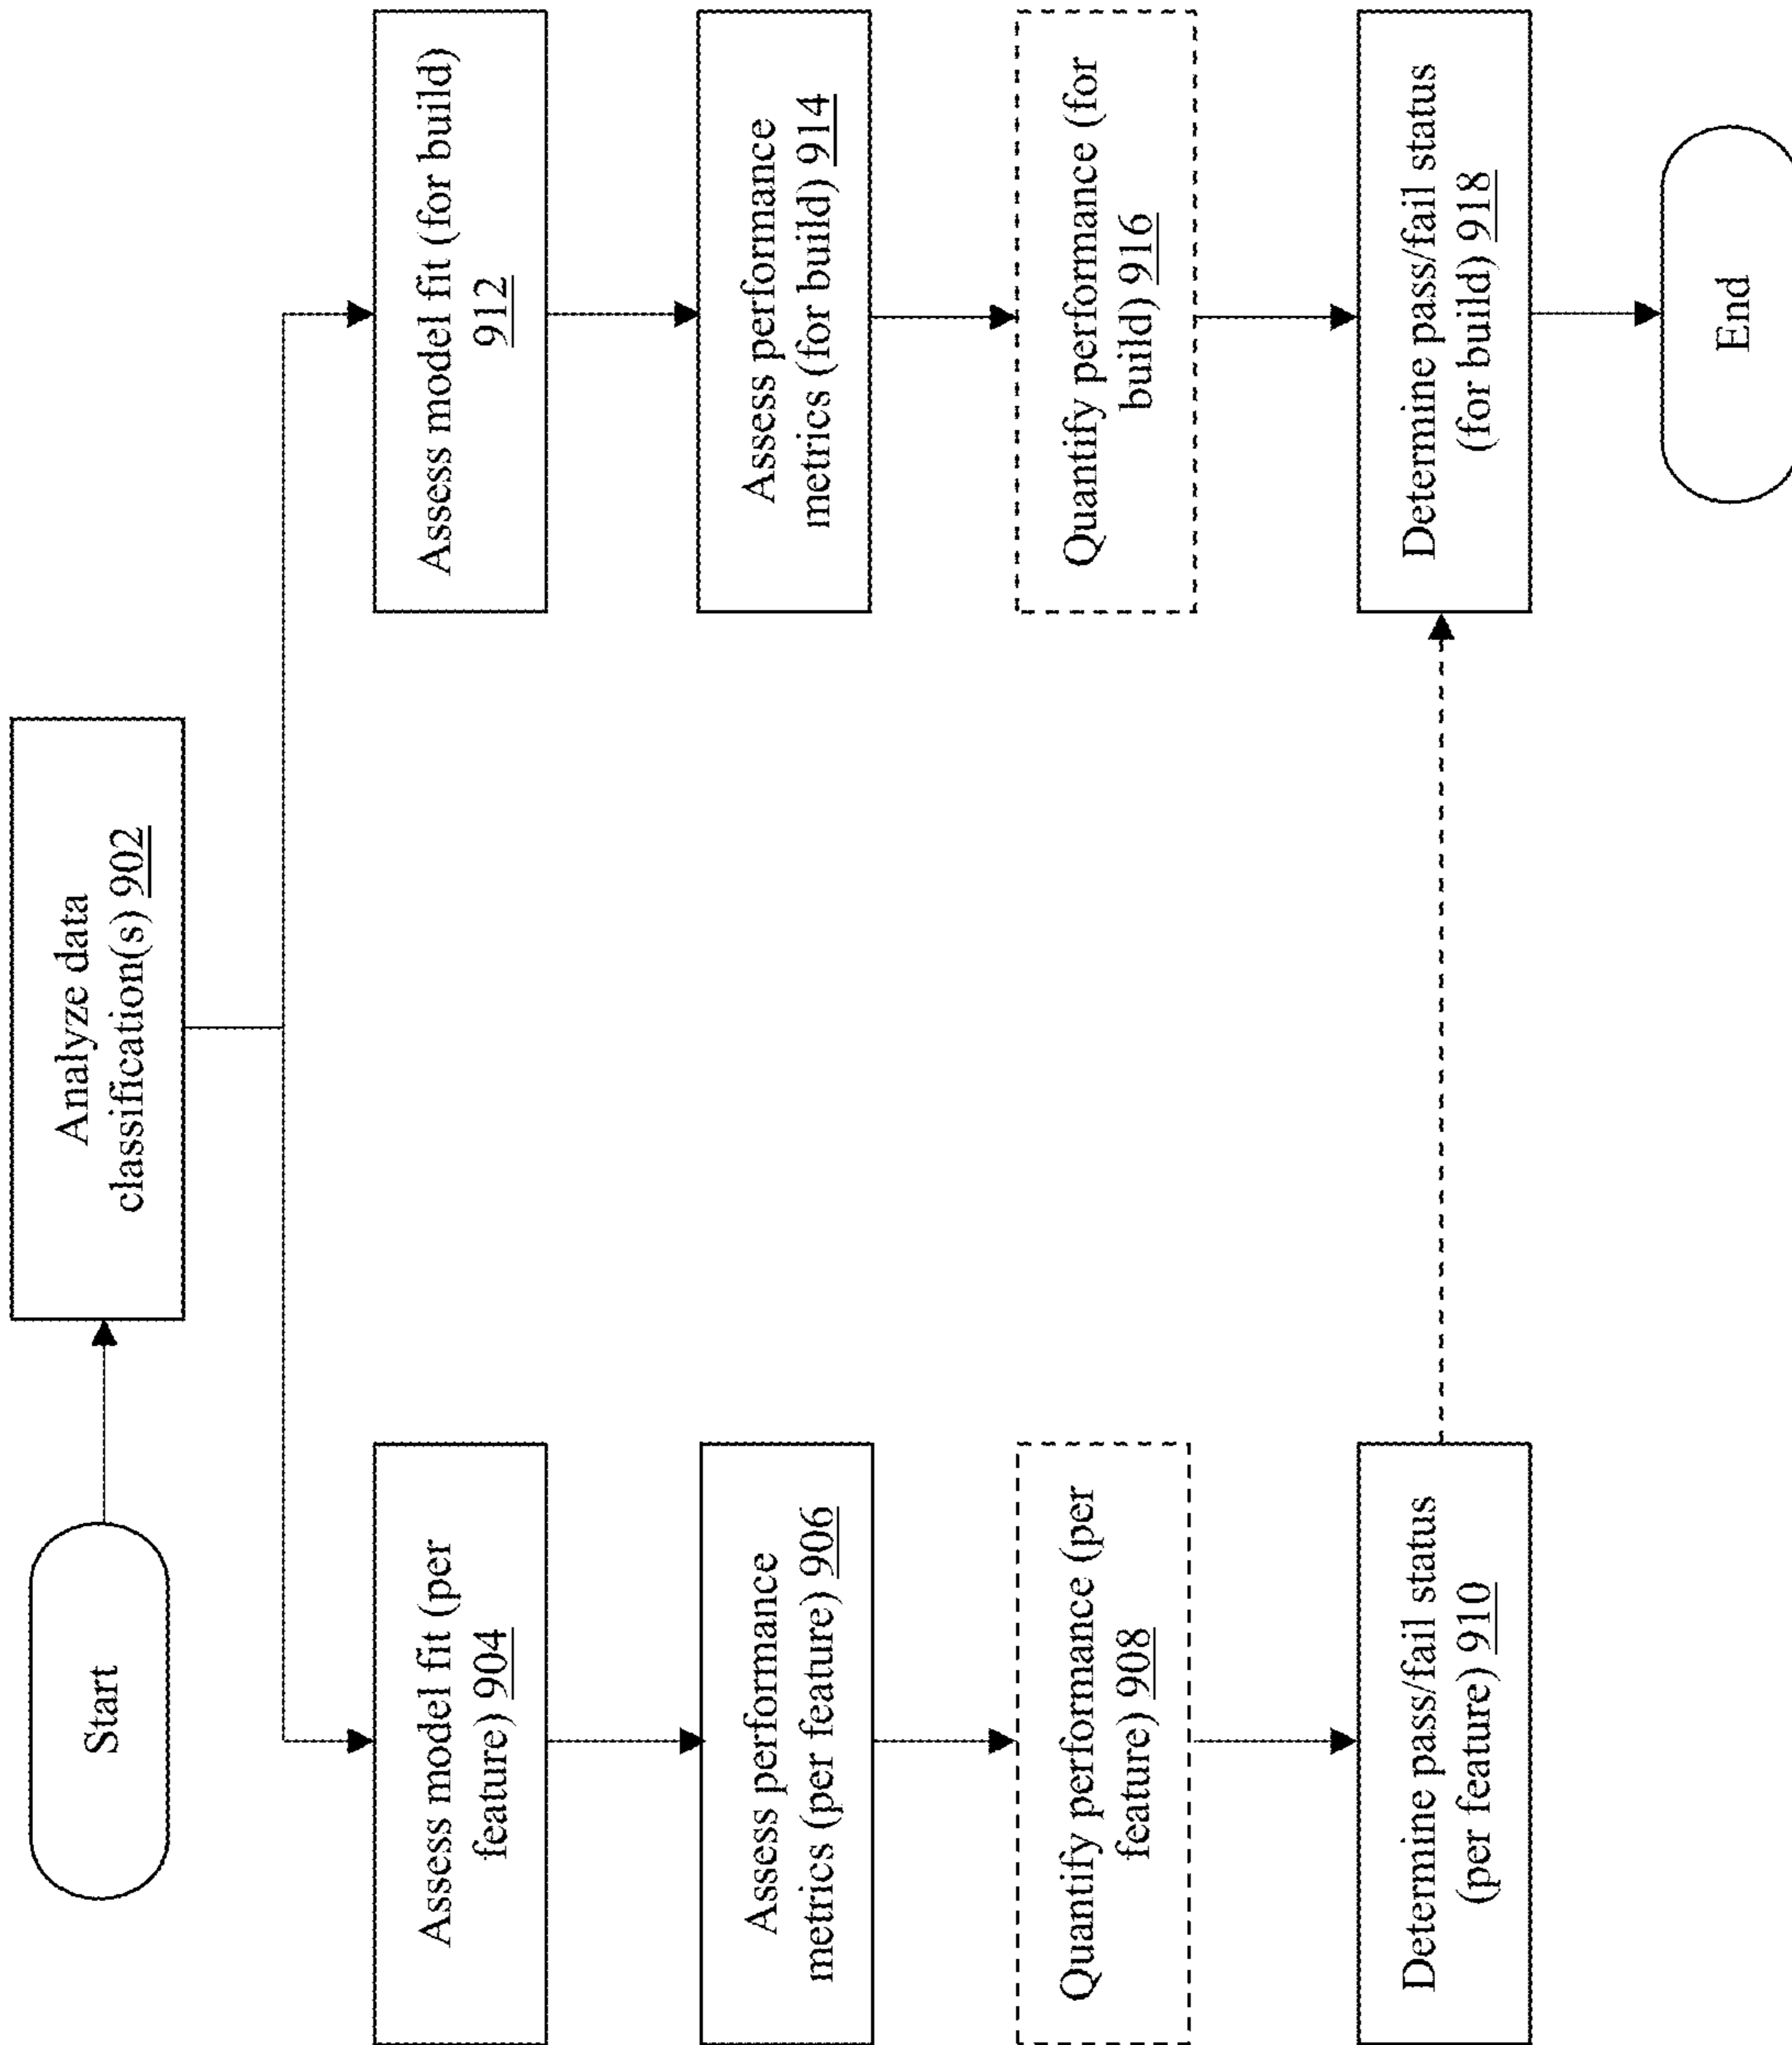 Start
Analyze data
classification(s) 902
Assess model fit (per
feature) 904
Assess performance
metrics (per feature) 906
Quantify performance (per
feature) 908
Determine pass/fail status
(per feature) 910
Assess model fit (for build)
912
Assess performance
metrics (for build) 914
Quantify performance (for
build) 916
Determine pass/fail status
(for build) 918
End